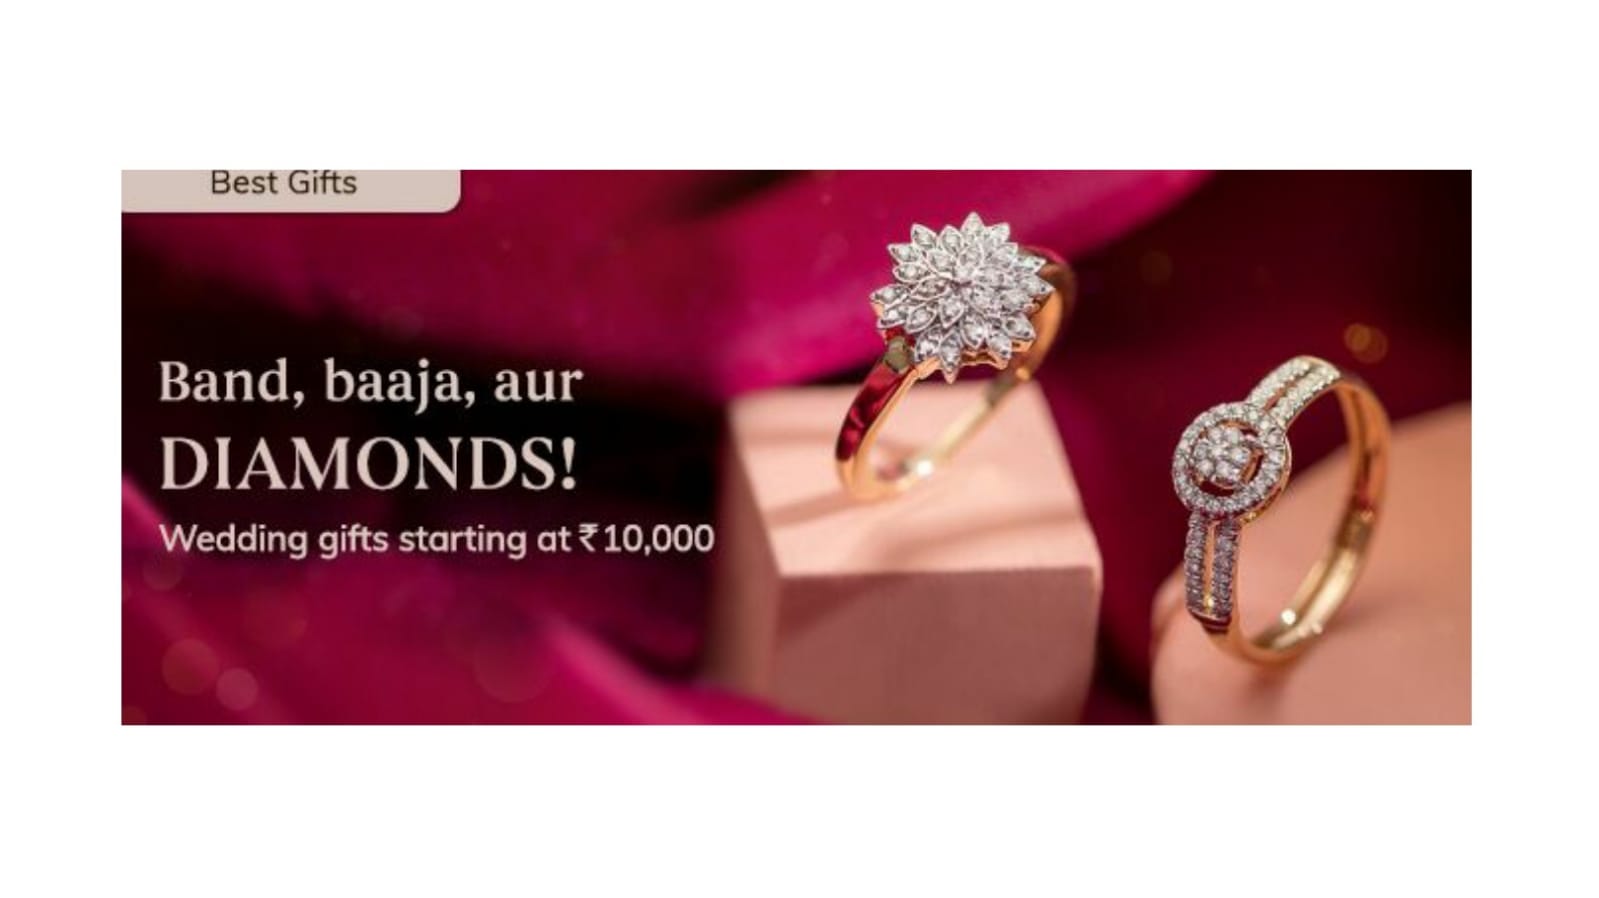 Best Gifts
Band, baaja, aur
DIAMONDS!
Wedding gifts starting at ₹10,000